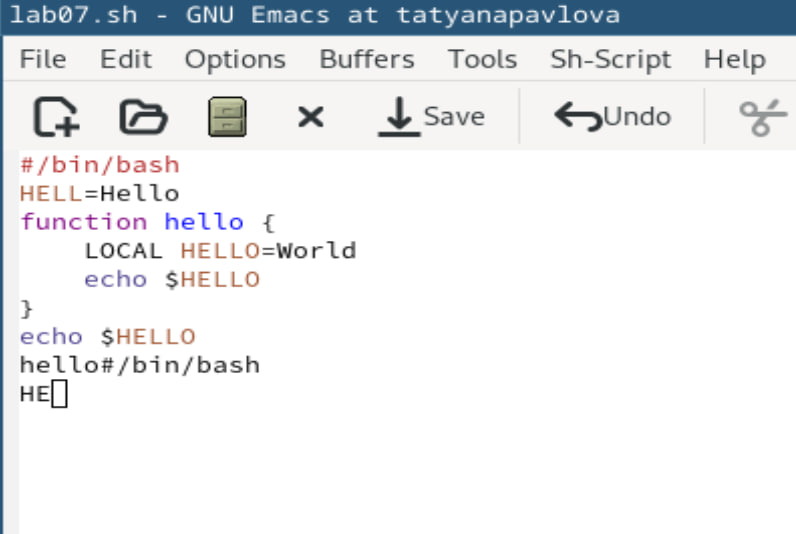 lab07.sh - GNU Emacs at tatyanapavlova
File Edit Options Buffers Tools Sh-Script Help
Save Undo
#/bin/bash
HELL=Hello
function hello {
    LOCAL HELLO=World
    echo $HELLO
}
echo $HELLO
hello#/bin/bash
HE